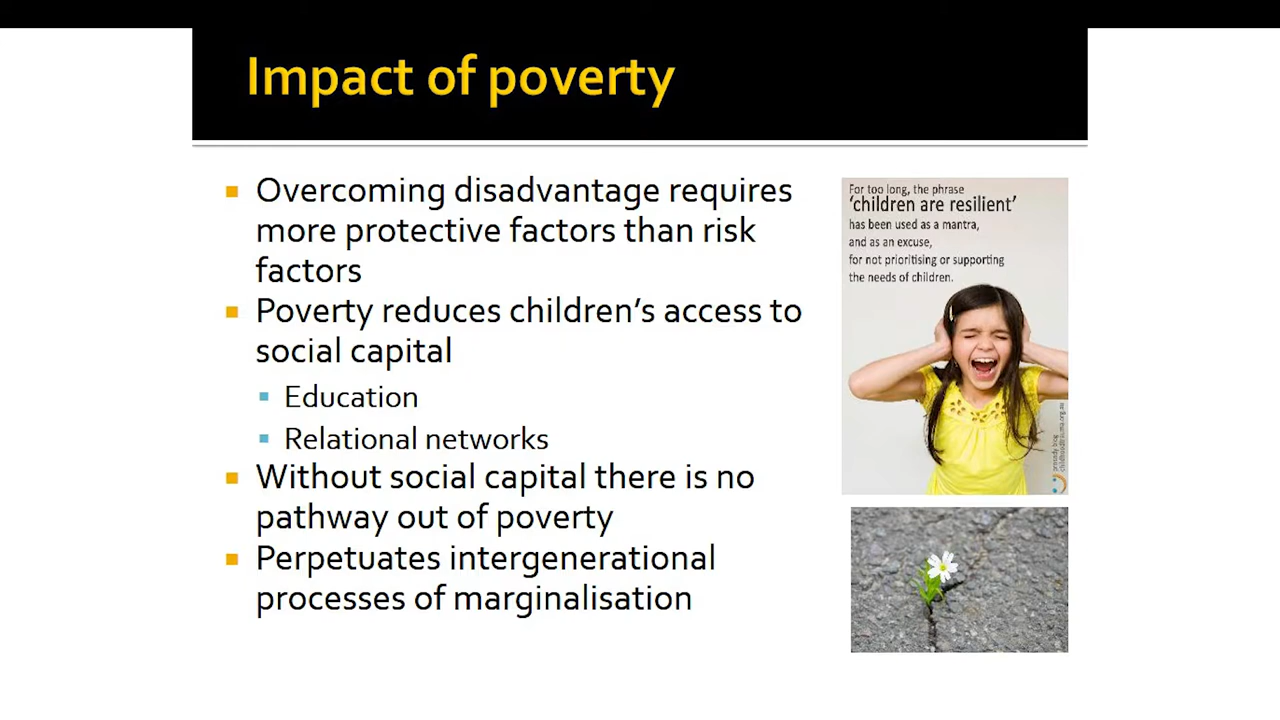 Impact of poverty
Overcoming disadvantage requires
more protective factors than risk
factors
Poverty reduces children's access to
social capital
Education
Relational networks
Without social capital there is no
pathway out of poverty
Perpetuates intergenerational
processes of marginalisation
For too long, the phrase
‘children are resilient’
has been used as a mantra,
and as an excuse,
for not prioritising or supporting
the needs of children.